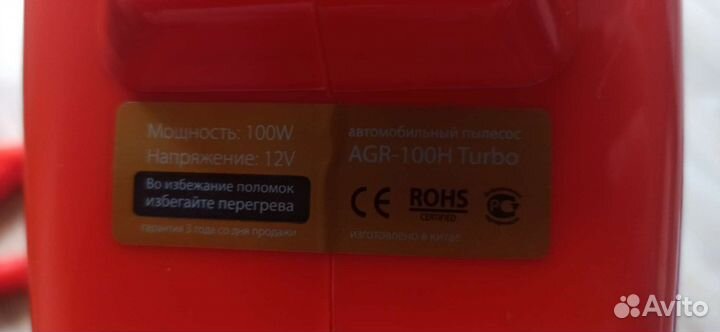 Мощность: 100W
Напряжение: 12V
Во избежание поломок
избегайте перегрева
гарантия 3 года со дня продажи
автомобильный пылесос
AGR-100H Turbo
CE
ROHS
CERTIFIED
изготовлено в Китае
Avito